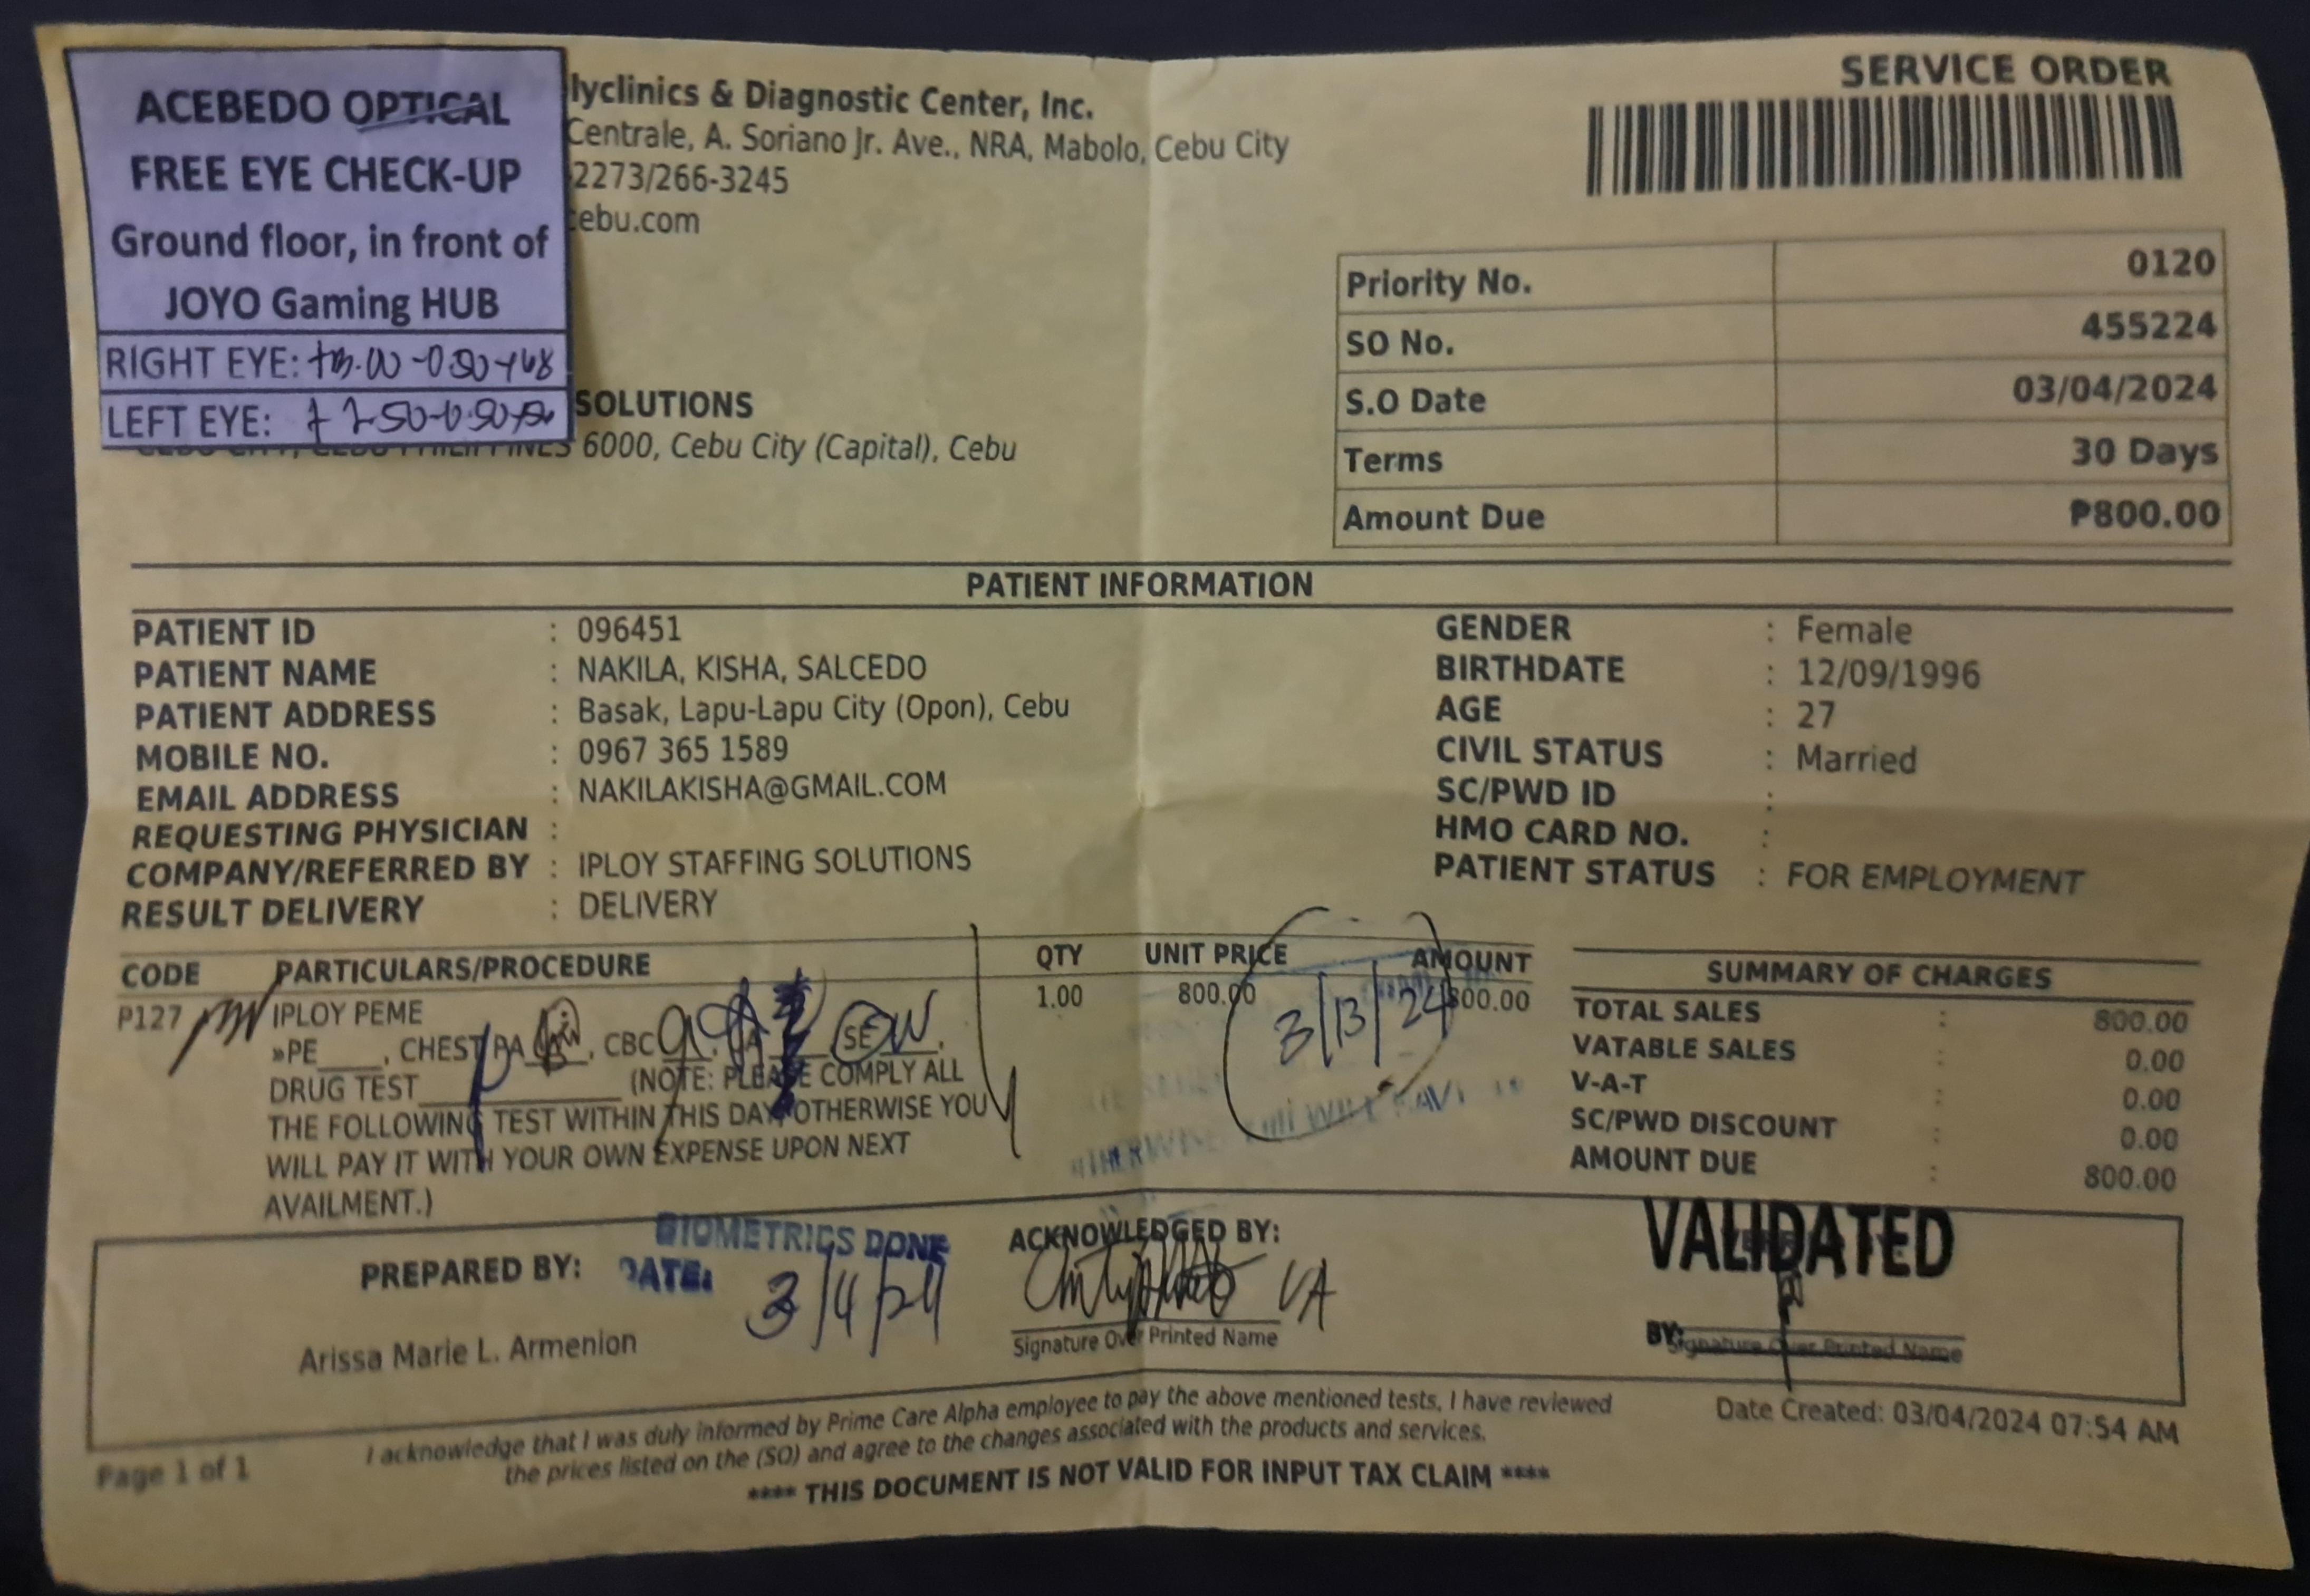 ACEBEDO OPTICAL
FREE EYE CHECK-UP
Ground floor, in front of
JOYO Gaming HUB
RIGHT EYE:
LEFT EYE:
lyclinics & Diagnostic Center, Inc.
Centrale, A. Soriano Jr. Ave., NRA, Mabolo, Cebu City
2273/266-3245
cebu.com
SOLUTIONS
6000, Cebu City (Capital), Cebu
SERVICE ORDER
Priority No. 0120
SO No. 455224
S.O Date 03/04/2024
Terms 30 Days
Amount Due ₱800.00
PATIENT INFORMATION
PATIENT ID : 096451
PATIENT NAME : NAKILA, KISHA, SALCEDO
PATIENT ADDRESS : Basak, Lapu-Lapu City (Opon), Cebu
MOBILE NO. : 0967 365 1589
EMAIL ADDRESS : NAKILAKISHA@GMAIL.COM
REQUESTING PHYSICIAN :
COMPANY/REFERRED BY : IPLOY STAFFING SOLUTIONS
RESULT DELIVERY : DELIVERY
GENDER : Female
BIRTHDATE : 12/09/1996
AGE : 27
CIVIL STATUS : Married
SC/PWD ID :
HMO CARD NO. :
PATIENT STATUS : FOR EMPLOYMENT
CODE PARTICULARS/PROCEDURE QTY UNIT PRICE AMOUNT
P127 IPLOY PEME 1.00 800.00 800.00
»PE____, CHEST PA____, CBC____, SE____,
DRUG TEST____________ (NOTE: PLEASE COMPLY ALL
THE FOLLOWING TEST WITHIN THIS DAY OTHERWISE YOU
WILL PAY IT WITH YOUR OWN EXPENSE UPON NEXT
AVAILMENT.)
3/13/24
OTHERWISE YOU WILL HAVE TO
SUMMARY OF CHARGES
TOTAL SALES : 800.00
VATABLE SALES : 0.00
V-A-T : 0.00
SC/PWD DISCOUNT : 0.00
AMOUNT DUE : 800.00
PREPARED BY:
Arissa Marie L. Armenion
BIOMETRICS DONE
DATE: 3/4/24
ACKNOWLEDGED BY:
Signature Over Printed Name
VALIDATED
BY:
Signature Over Printed Name
I acknowledge that I was duly informed by Prime Care Alpha employee to pay the above mentioned tests, I have reviewed
the prices listed on the (SO) and agree to the changes associated with the products and services.
**** THIS DOCUMENT IS NOT VALID FOR INPUT TAX CLAIM ****
Page 1 of 1
Date Created: 03/04/2024 07:54 AM